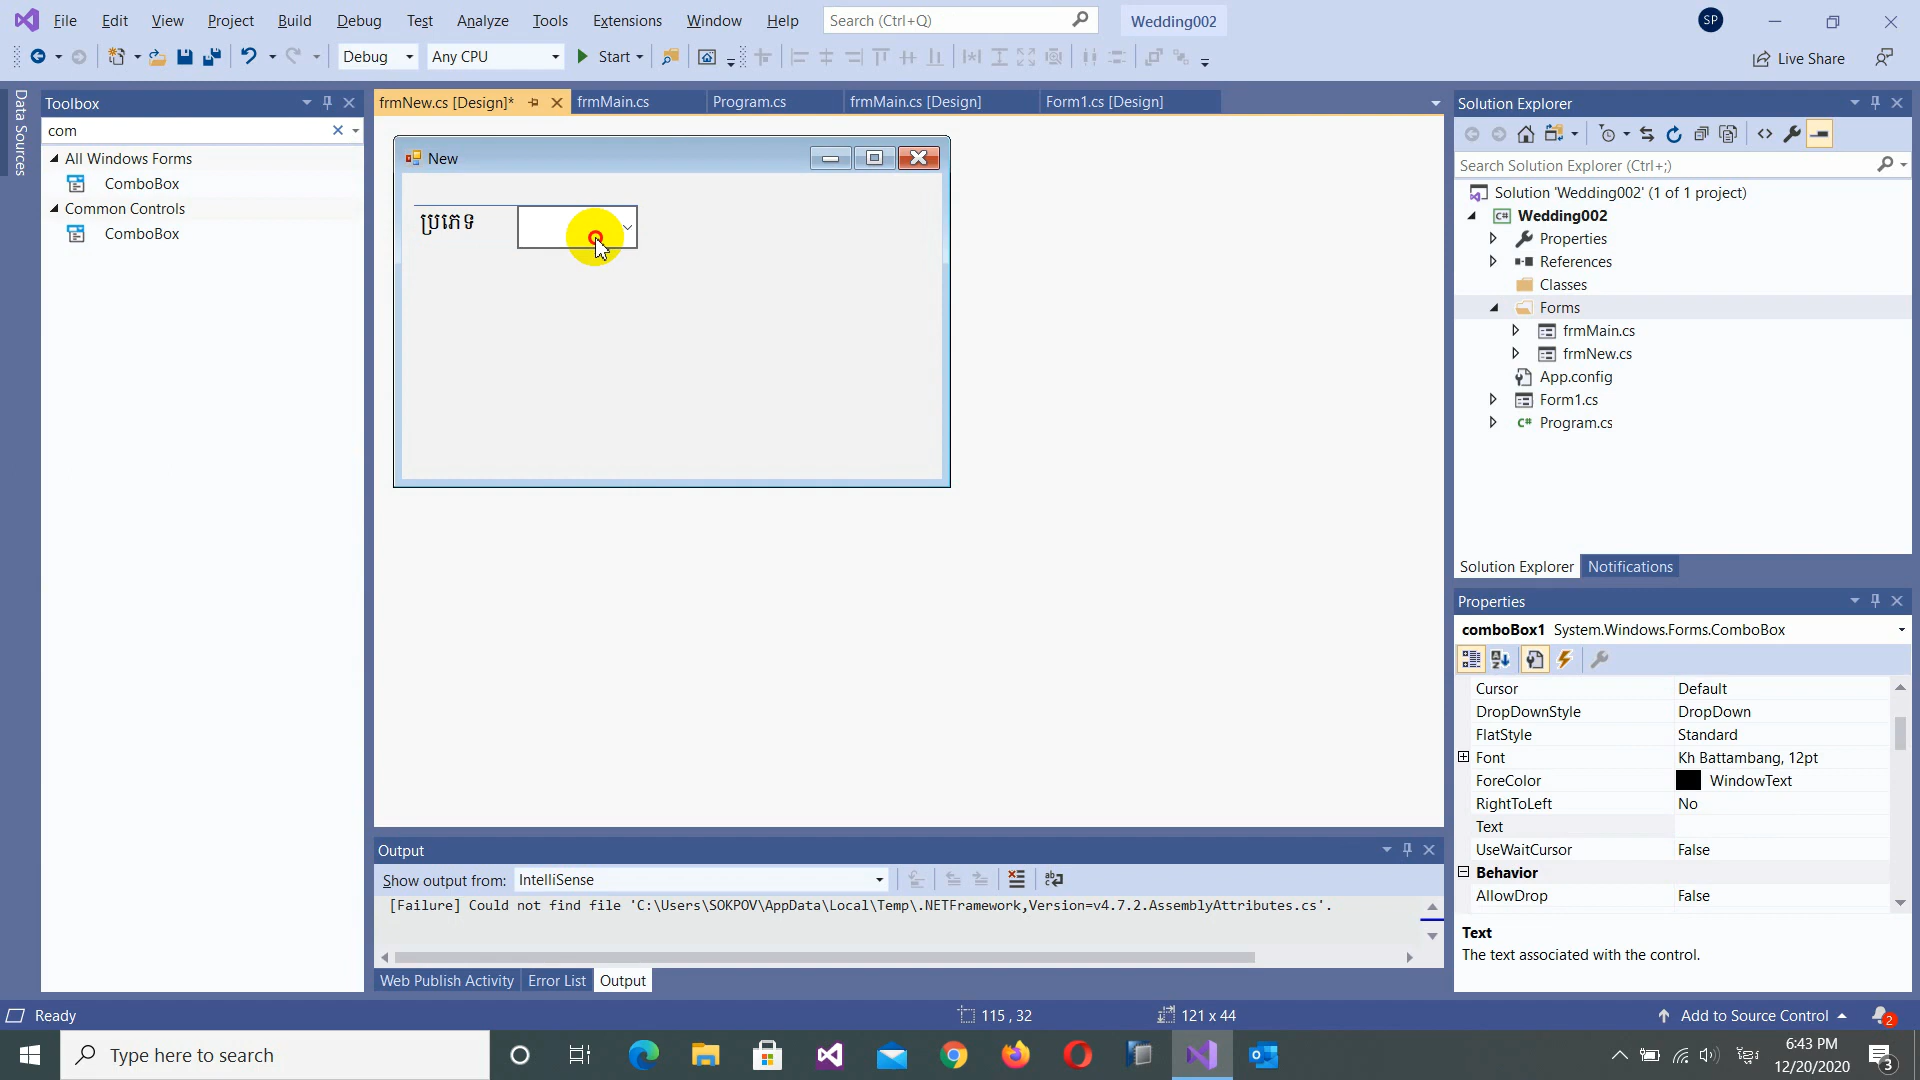 File Edit View Project Build Debug Test Analyze Tools Extensions Window Help Search (Ctrl+Q) Wedding002 SP
Debug Any CPU Start Live Share
Data Sources
Toolbox
com
All Windows Forms
ComboBox
Common Controls
ComboBox
frmNew.cs [Design]* frmMain.cs Program.cs frmMain.cs [Design] Form1.cs [Design]
New
ប្រភេទ
Solution Explorer
Search Solution Explorer (Ctrl+;)
Solution 'Wedding002' (1 of 1 project)
Wedding002
Properties
References
Classes
Forms
frmMain.cs
frmNew.cs
App.config
Form1.cs
Program.cs
Solution Explorer Notifications
Properties
comboBox1 System.Windows.Forms.ComboBox
Cursor Default
DropDownStyle DropDown
FlatStyle Standard
Font Kh Battambang, 12pt
ForeColor WindowText
RightToLeft No
Text
UseWaitCursor False
Behavior
AllowDrop False
Text
The text associated with the control.
Output
Show output from: IntelliSense
[Failure] Could not find file 'C:\Users\SOKPOV\AppData\Local\Temp\.NETFramework,Version=v4.7.2.AssemblyAttributes.cs'.
Web Publish Activity Error List Output
Ready 115 , 32 121 x 44 Add to Source Control 2
Type here to search
6:43 PM
12/20/2020
3